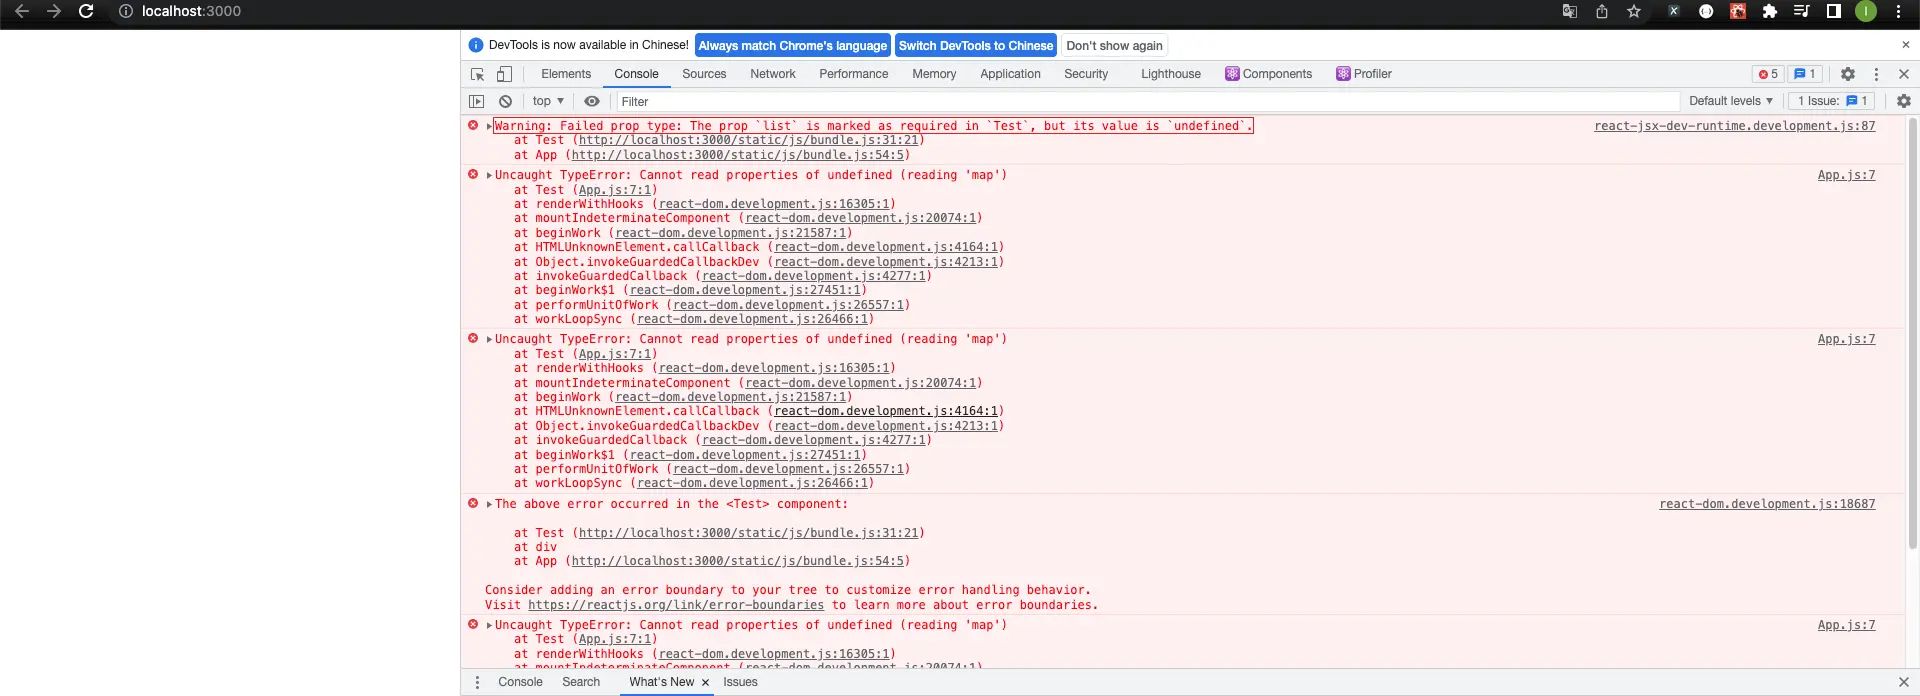 localhost:3000
DevTools is now available in Chinese! Always match Chrome's language Switch DevTools to Chinese Don't show again
Elements Console Sources Network Performance Memory Application Security Lighthouse Components Profiler 5 1
top ▼ Filter Default levels ▼ 1 Issue: 1
Warning: Failed prop type: The prop `list` is marked as required in `Test`, but its value is `undefined`. react-jsx-dev-runtime.development.js:87
at Test (http://localhost:3000/static/js/bundle.js:31:21)
at App (http://localhost:3000/static/js/bundle.js:54:5)
Uncaught TypeError: Cannot read properties of undefined (reading 'map') App.js:7
at Test (App.js:7:1)
at renderWithHooks (react-dom.development.js:16305:1)
at mountIndeterminateComponent (react-dom.development.js:20074:1)
at beginWork (react-dom.development.js:21587:1)
at HTMLUnknownElement.callCallback (react-dom.development.js:4164:1)
at Object.invokeGuardedCallbackDev (react-dom.development.js:4213:1)
at invokeGuardedCallback (react-dom.development.js:4277:1)
at beginWork$1 (react-dom.development.js:27451:1)
at performUnitOfWork (react-dom.development.js:26557:1)
at workLoopSync (react-dom.development.js:26466:1)
Uncaught TypeError: Cannot read properties of undefined (reading 'map') App.js:7
at Test (App.js:7:1)
at renderWithHooks (react-dom.development.js:16305:1)
at mountIndeterminateComponent (react-dom.development.js:20074:1)
at beginWork (react-dom.development.js:21587:1)
at HTMLUnknownElement.callCallback (react-dom.development.js:4164:1)
at Object.invokeGuardedCallbackDev (react-dom.development.js:4213:1)
at invokeGuardedCallback (react-dom.development.js:4277:1)
at beginWork$1 (react-dom.development.js:27451:1)
at performUnitOfWork (react-dom.development.js:26557:1)
at workLoopSync (react-dom.development.js:26466:1)
The above error occurred in the <Test> component: react-dom.development.js:18687
at Test (http://localhost:3000/static/js/bundle.js:31:21)
at div
at App (http://localhost:3000/static/js/bundle.js:54:5)
Consider adding an error boundary to your tree to customize error handling behavior.
Visit https://reactjs.org/link/error-boundaries to learn more about error boundaries.
Uncaught TypeError: Cannot read properties of undefined (reading 'map') App.js:7
at Test (App.js:7:1)
at renderWithHooks (react-dom.development.js:16305:1)
at mountIndeterminateComponent (react-dom.development.js:20074:1)
Console Search What's New Issues